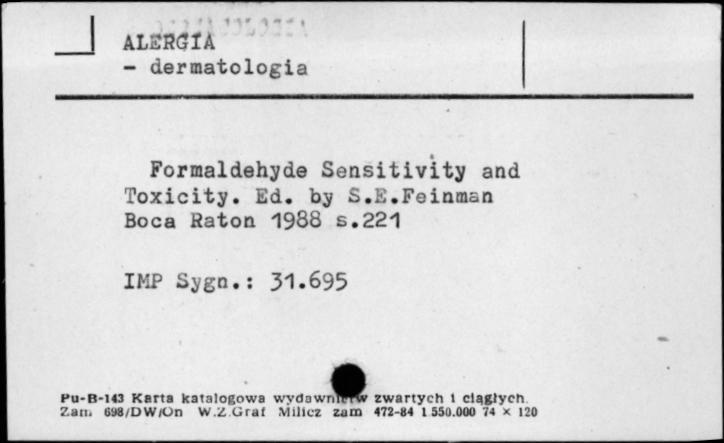 ALERGIA
- dermatologia
Formaldehyde Sensitivity and
Toxicity. Ed. by S.E.Feinman
Boca Raton 1988 s.221
IMP Sygn.: 31.695
Pu-B-143 Karta katalogowa wydawnictw zwartych i ciągłych.
Zam. 698/DW/On W.Z.Graf Milicz zam 472-84 1 550.000 74 × 120